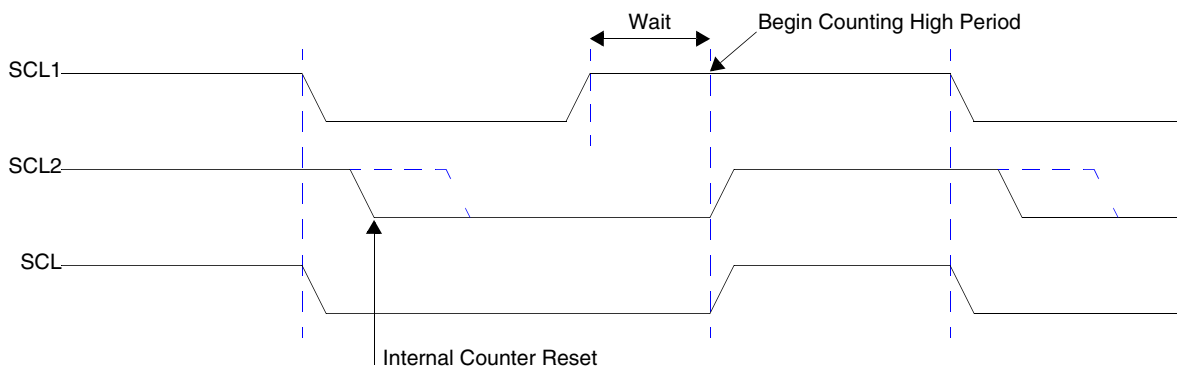 Wait
Begin Counting High Period
SCL1
SCL2
SCL
Internal Counter Reset